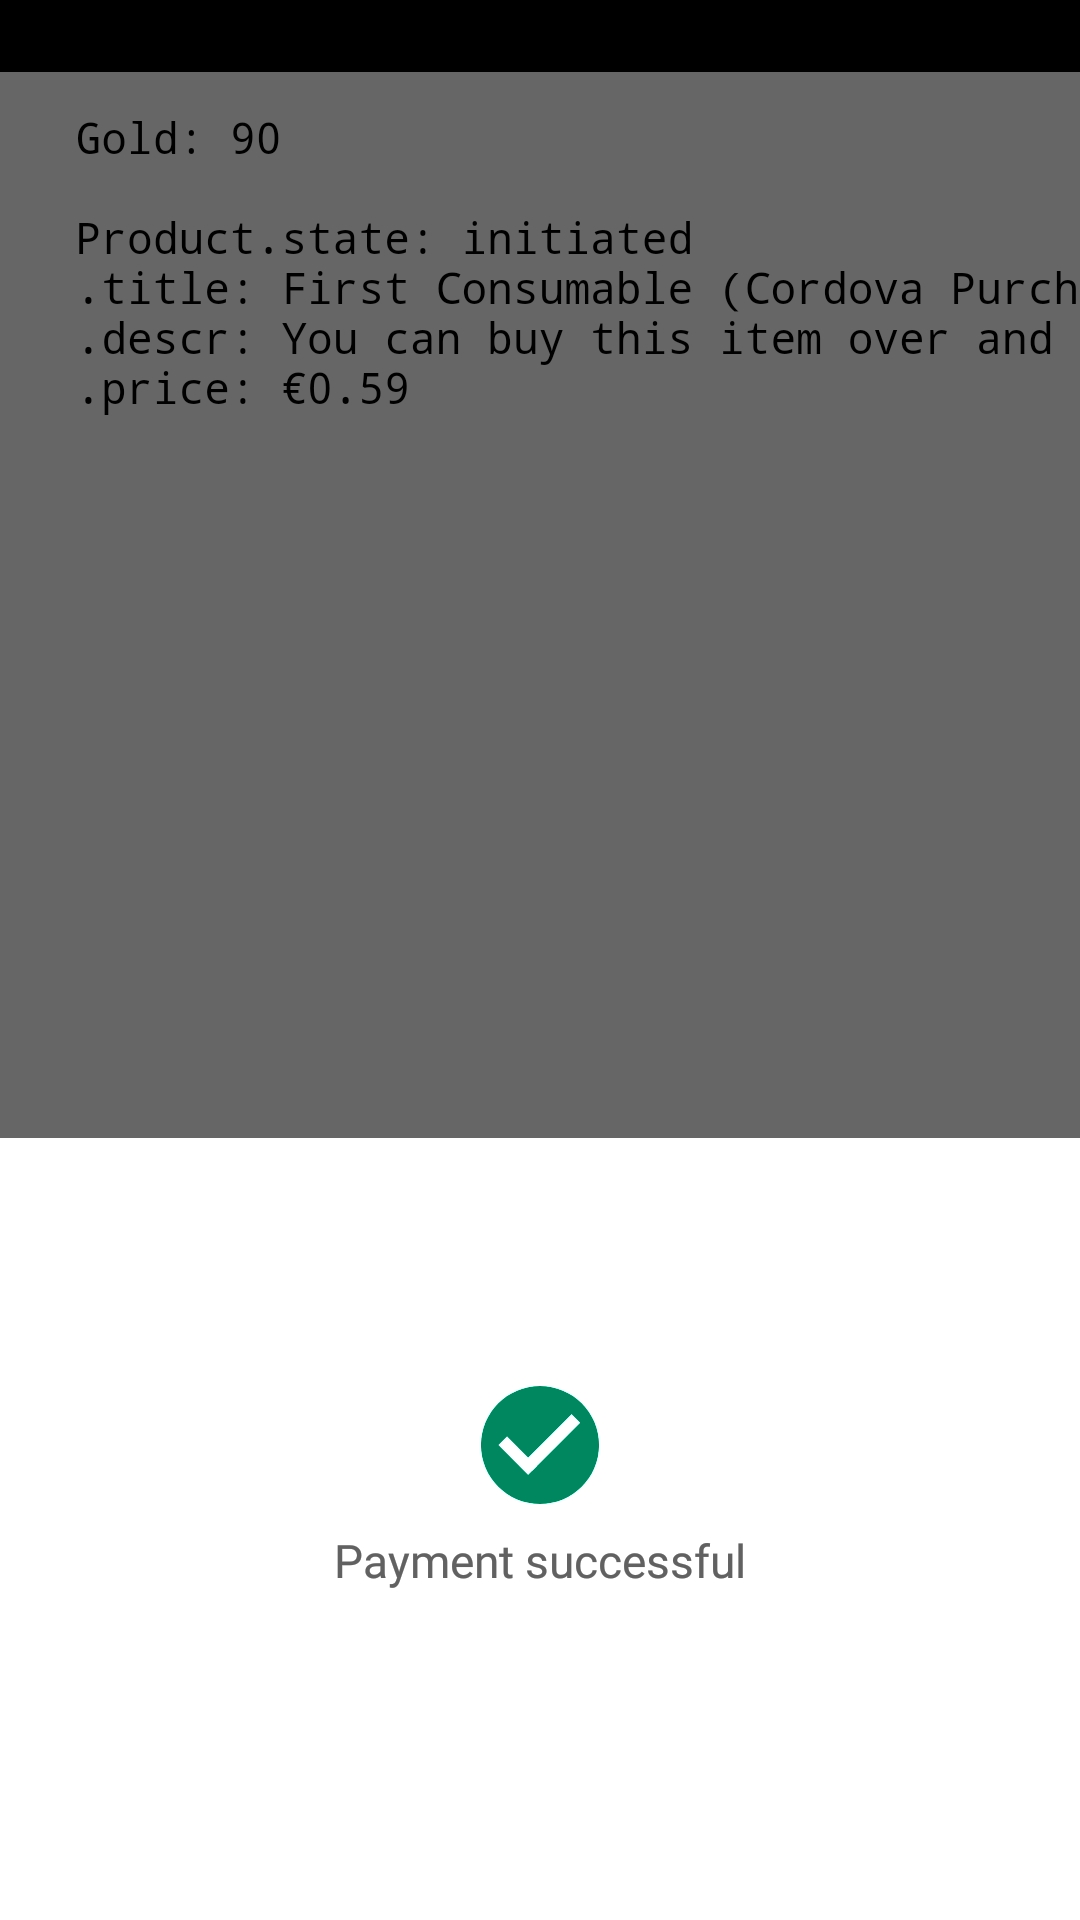 Gold: 90
Product.state: initiated
.title: First Consumable (Cordova Purch
.descr: You can buy this item over and
.price: €0.59
Payment successful